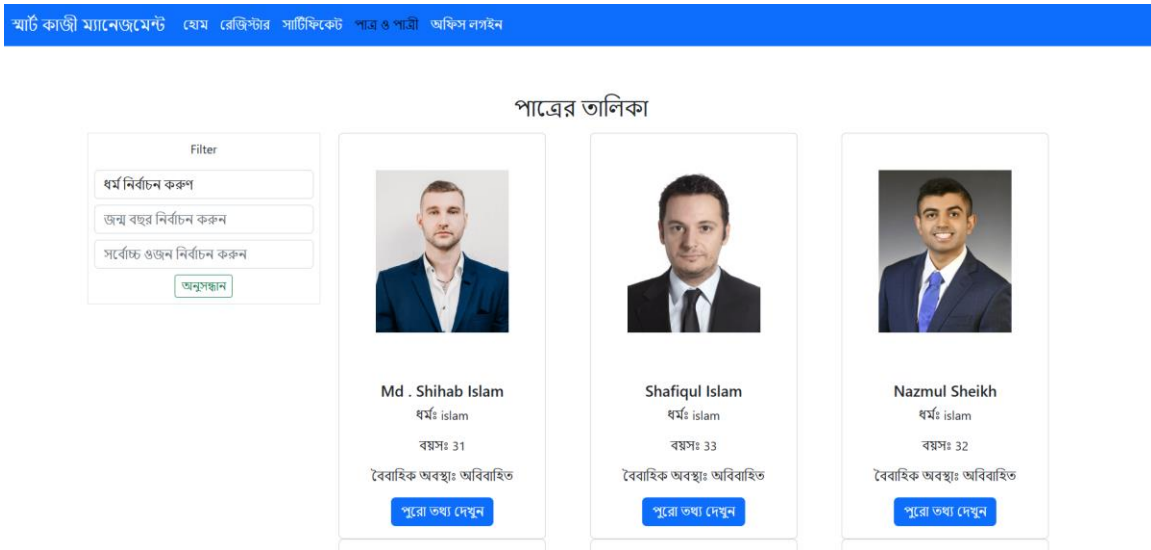 স্মার্ট কাজী ম্যানেজমেন্ট হোম রেজিস্টার সার্টিফিকেট পাত্র ও পাত্রী অফিস লগইন
পাত্রের তালিকা
Filter
ধর্ম নির্বাচন করুণ
জন্ম বছর নির্বাচন করুন
সর্বোচ্চ ওজন নির্বাচন করুন
অনুসন্ধান
Md . Shihab Islam
ধর্মঃ islam
বয়সঃ 31
বৈবাহিক অবস্থাঃ অবিবাহিত
পুরো তথ্য দেখুন
Shafiqul Islam
ধর্মঃ islam
বয়সঃ 33
বৈবাহিক অবস্থাঃ অবিবাহিত
পুরো তথ্য দেখুন
Nazmul Sheikh
ধর্মঃ islam
বয়সঃ 32
বৈবাহিক অবস্থাঃ অবিবাহিত
পুরো তথ্য দেখুন